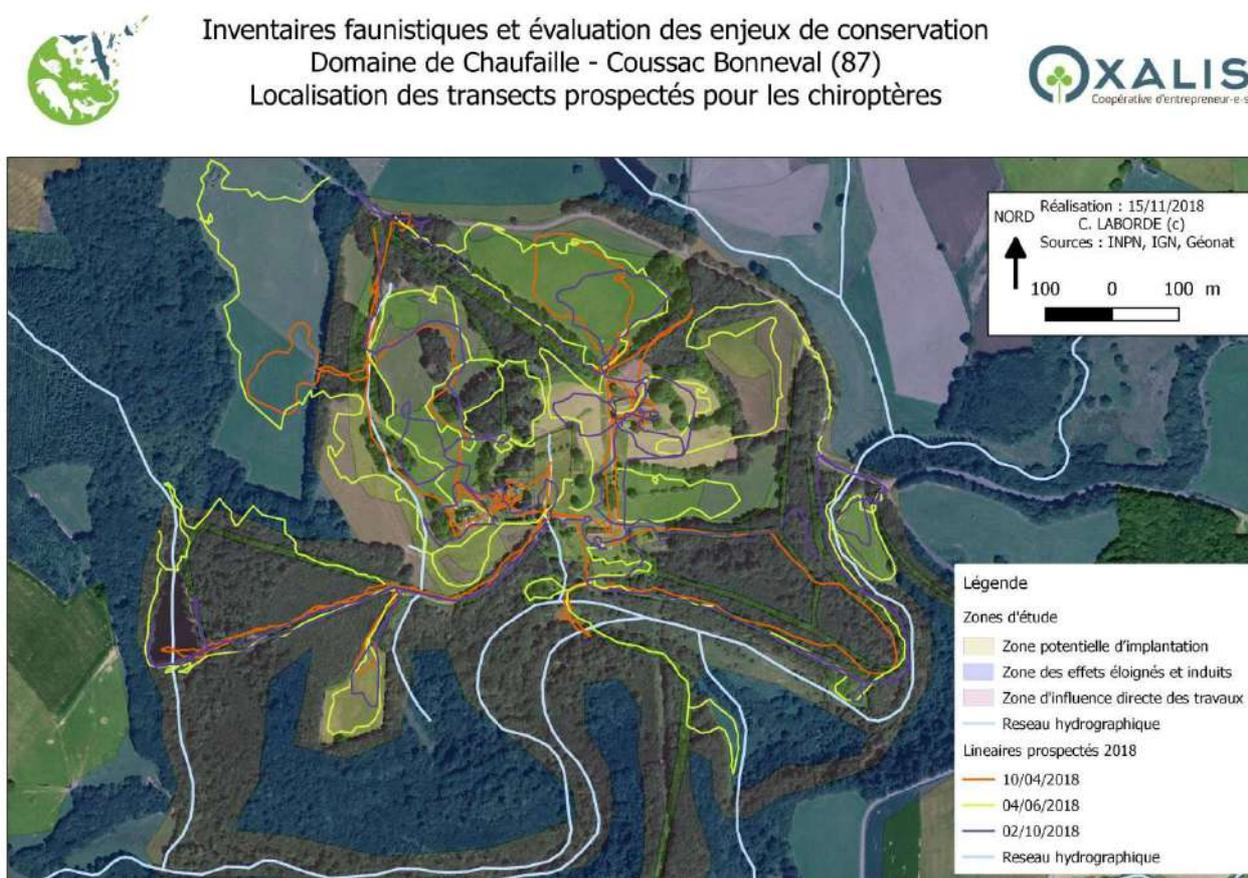 Inventaires faunistiques et évaluation des enjeux de conservation
Domaine de Chaufaille - Coussac Bonneval (87)
Localisation des transects prospectés pour les chiroptères
OXALIS
Coopérative d'entrepreneur-e-s
NORD
Réalisation : 15/11/2018
C. LABORDE (c)
Sources : INPN, IGN, Géonat
100 0 100 m
Légende
Zones d'étude
Zone potentielle d'implantation
Zone des effets éloignés et induits
Zone d'influence directe des travaux
Reseau hydrographique
Lineaires prospectés 2018
10/04/2018
04/06/2018
02/10/2018
Reseau hydrographique